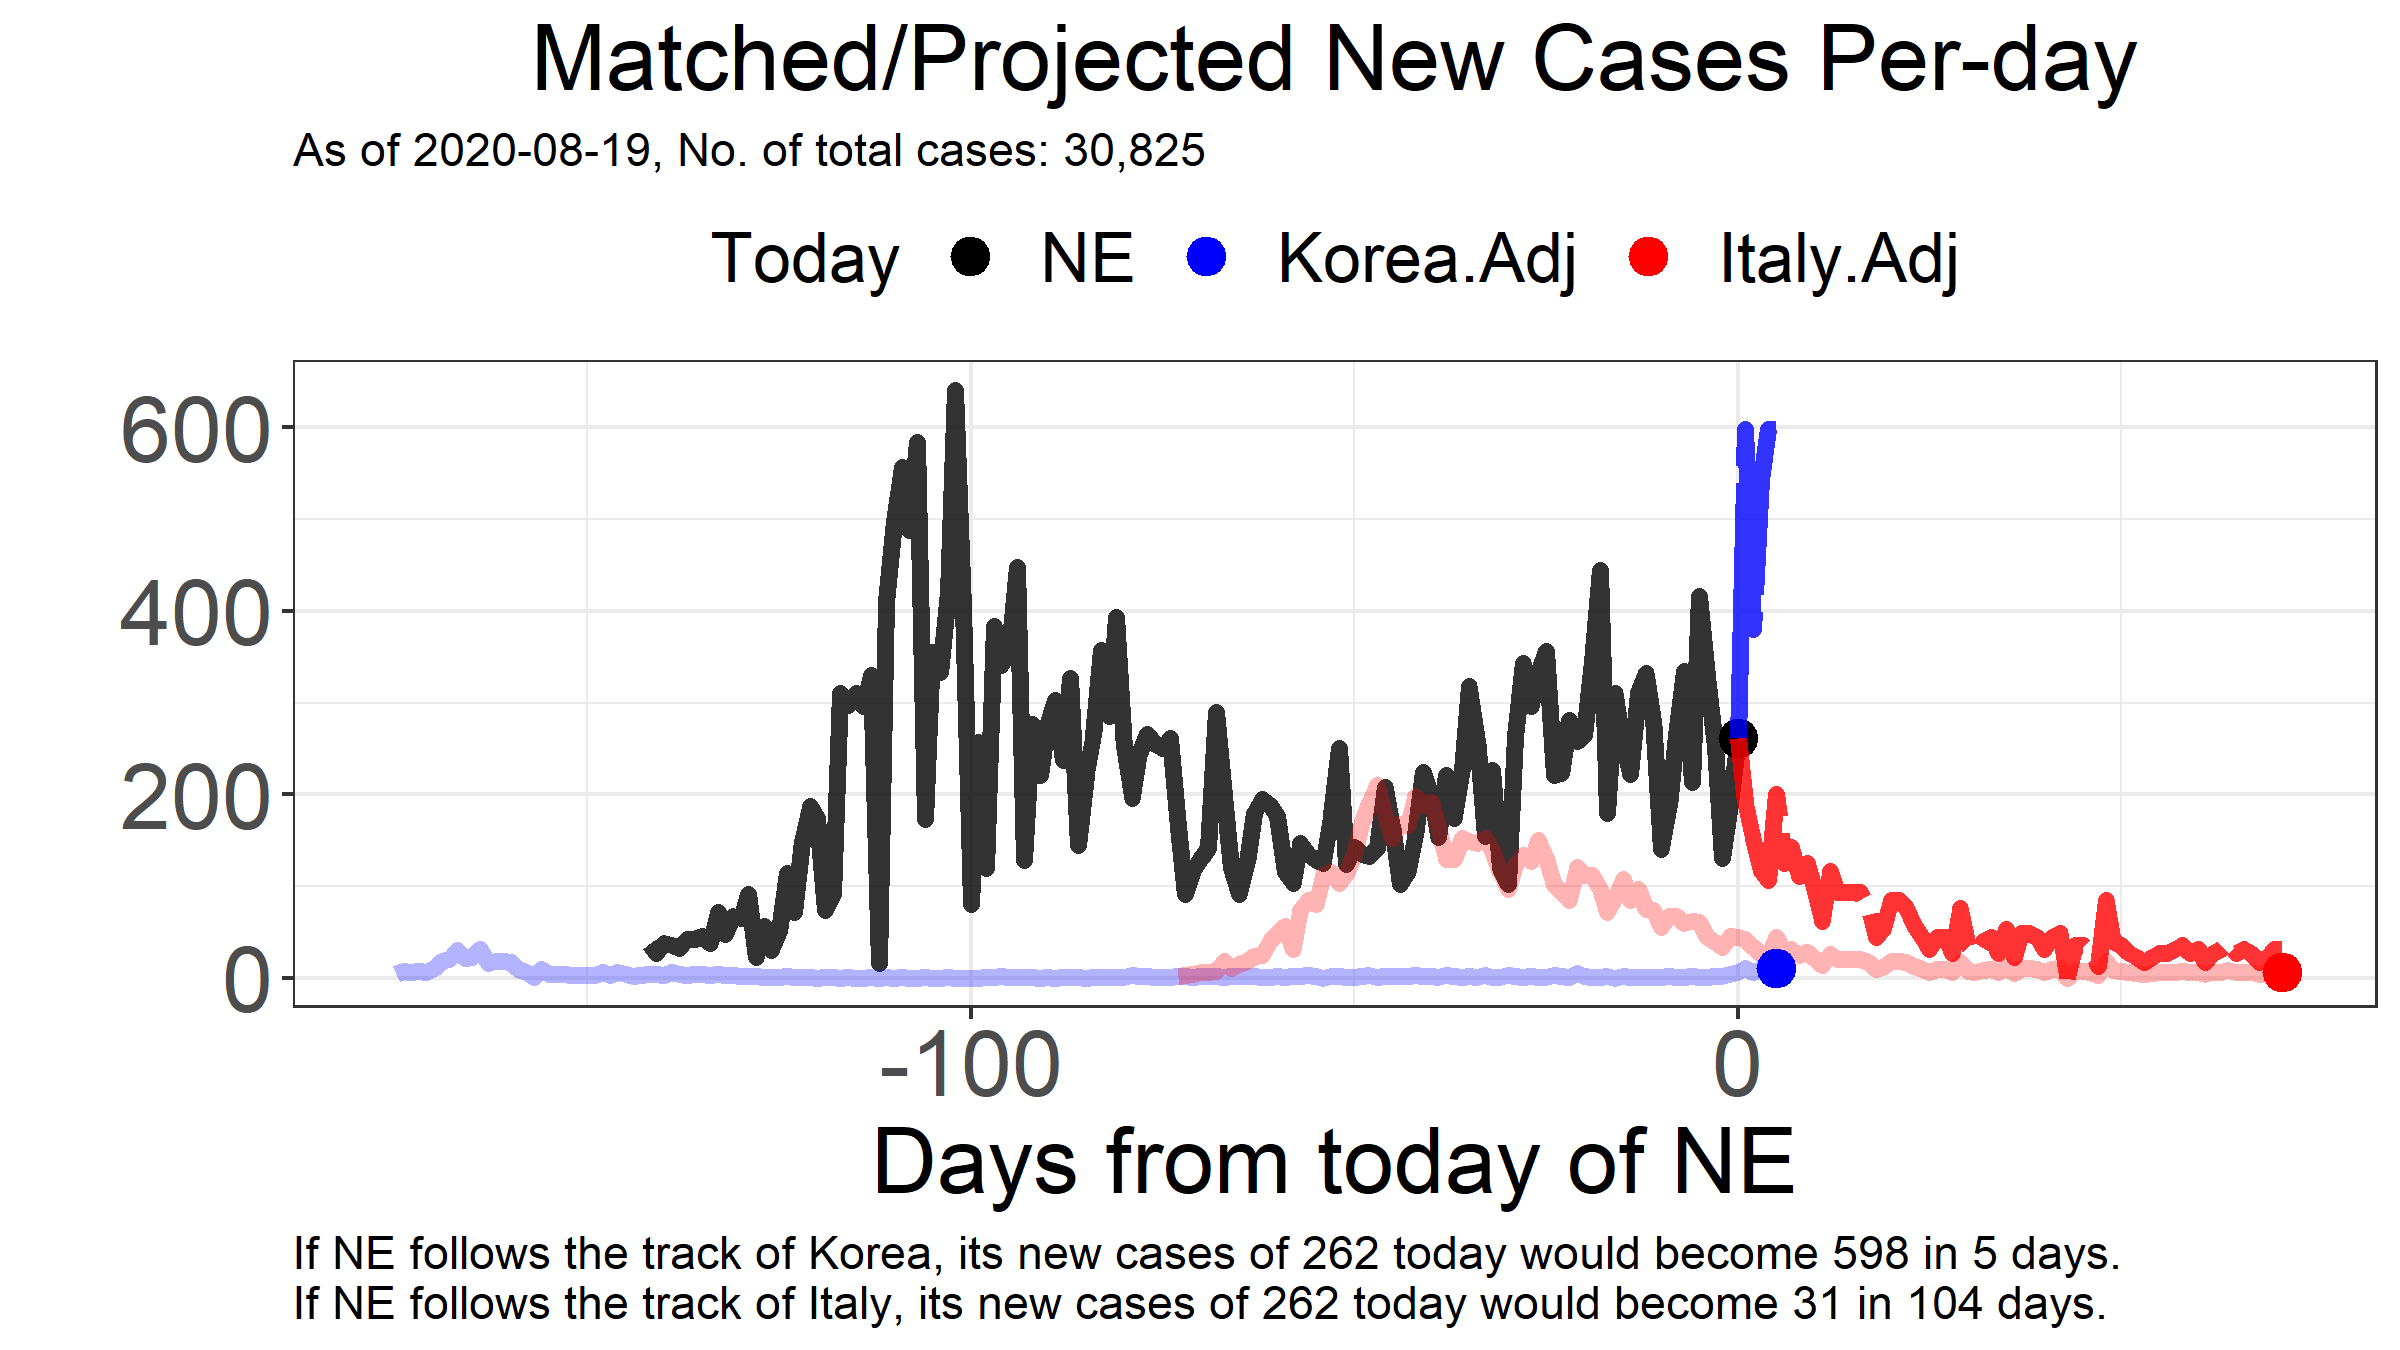 Matched/Projected New Cases Per-day
As of 2020-08-19, No. of total cases: 30,825
Today NE Korea.Adj Italy.Adj
600
400
200
0
-100 0
Days from today of NE
If NE follows the track of Korea, its new cases of 262 today would become 598 in 5 days.
If NE follows the track of Italy, its new cases of 262 today would become 31 in 104 days.